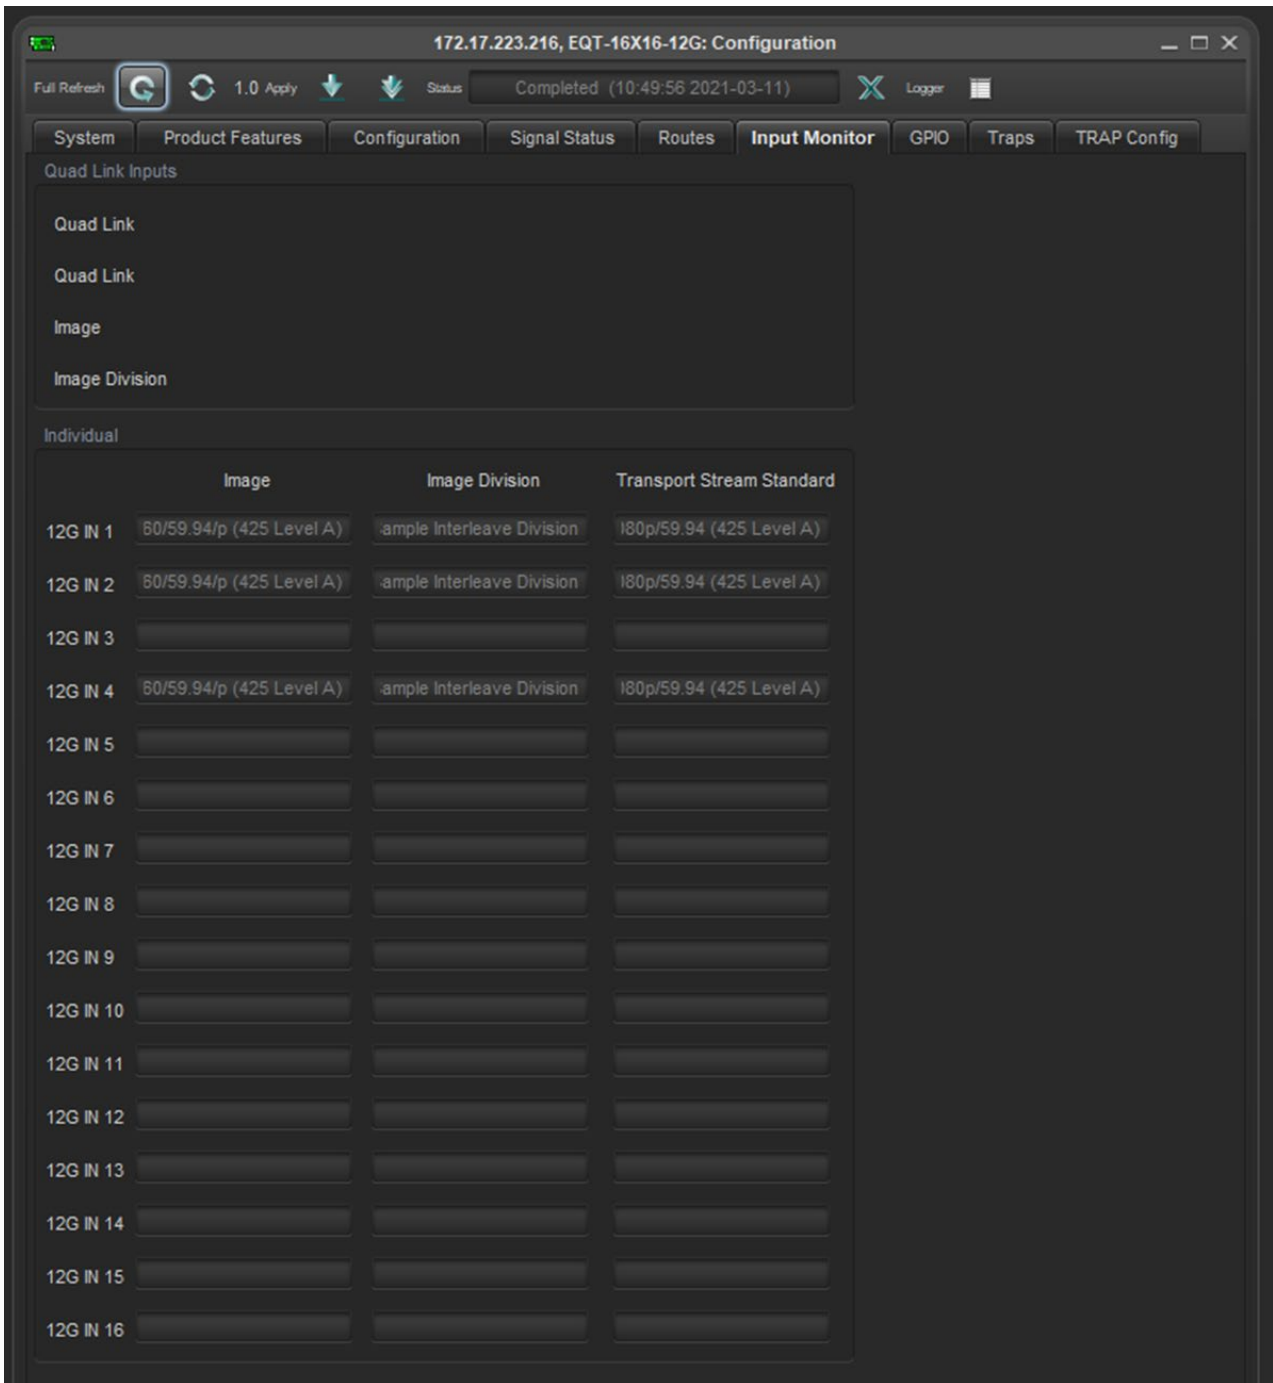 172.17.223.216, EQT-16X16-12G: Configuration
Full Refresh 1.0 Apply Status Completed (10:49:56 2021-03-11) Logger
System Product Features Configuration Signal Status Routes Input Monitor GPIO Traps TRAP Config
Quad Link Inputs
Quad Link
Quad Link
Image
Image Division
Individual
Image Image Division Transport Stream Standard
12G IN 1 60/59.94/p (425 Level A) ample Interleave Division 080p/59.94 (425 Level A)
12G IN 2 60/59.94/p (425 Level A) ample Interleave Division 080p/59.94 (425 Level A)
12G IN 3
12G IN 4 60/59.94/p (425 Level A) ample Interleave Division 080p/59.94 (425 Level A)
12G IN 5
12G IN 6
12G IN 7
12G IN 8
12G IN 9
12G IN 10
12G IN 11
12G IN 12
12G IN 13
12G IN 14
12G IN 15
12G IN 16